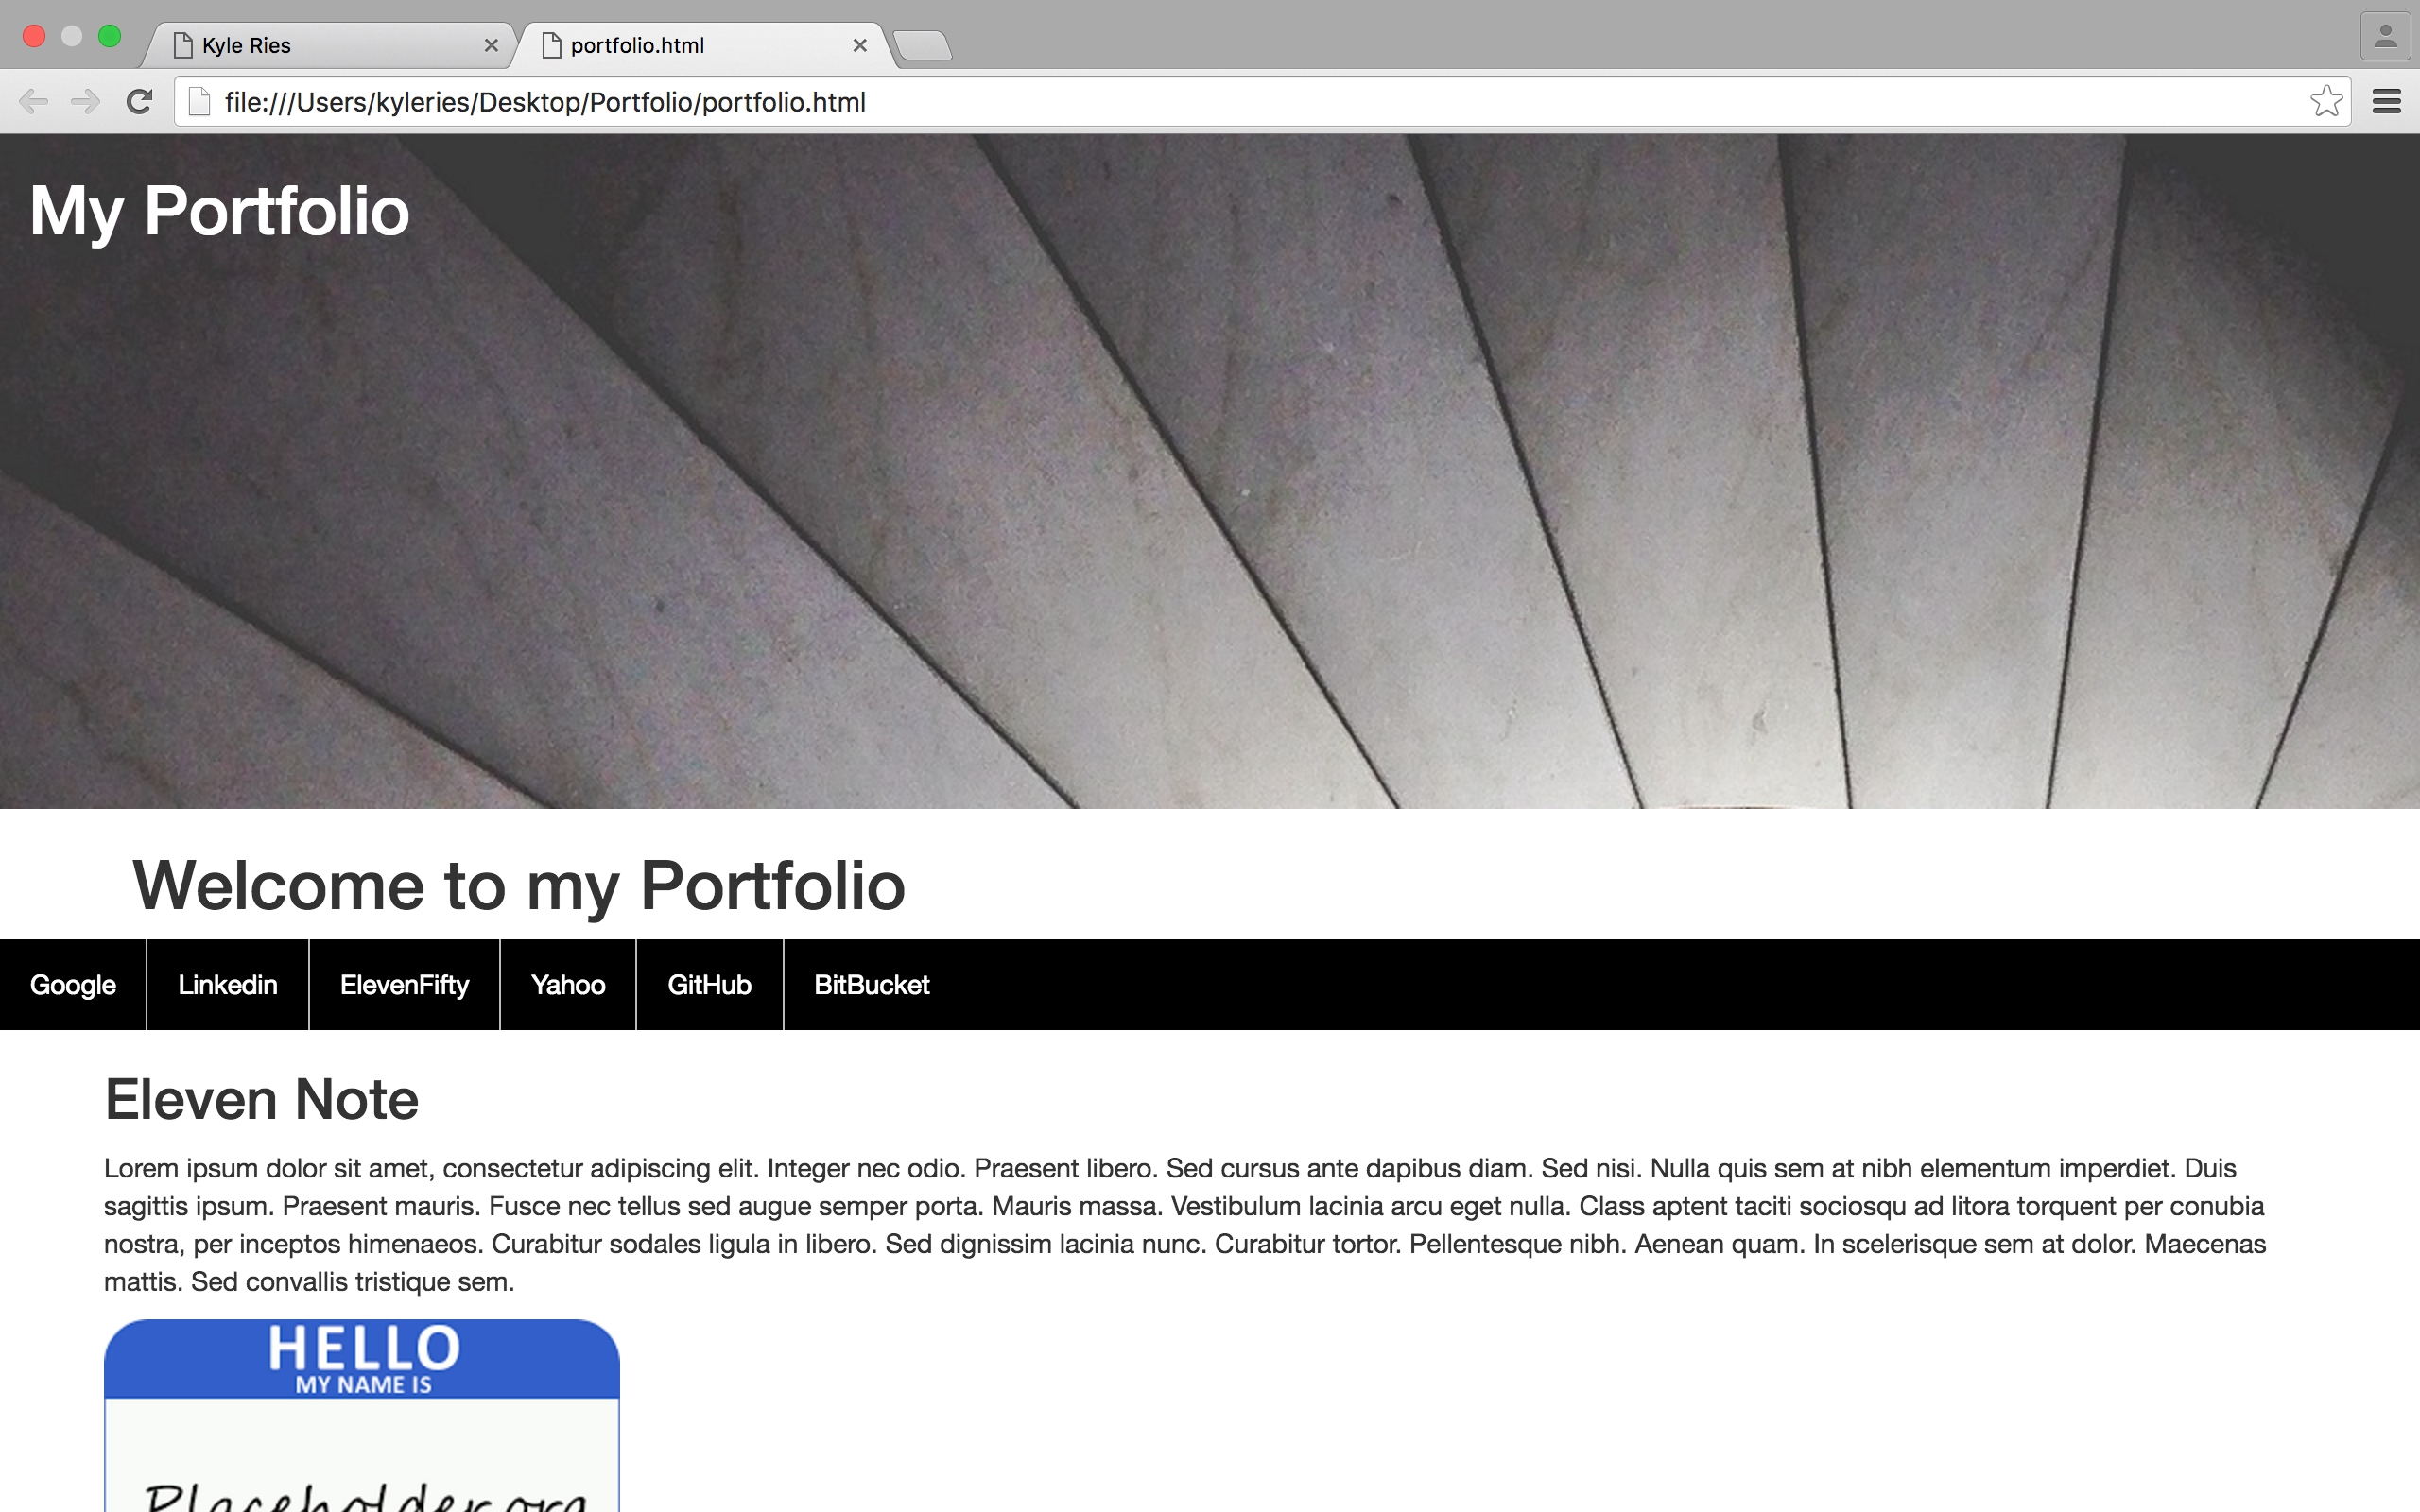 Kyle Ries
portfolio.html
file:///Users/kyleries/Desktop/Portfolio/portfolio.html
My Portfolio
Welcome to my Portfolio
Google Linkedin ElevenFifty Yahoo GitHub BitBucket
Eleven Note
Lorem ipsum dolor sit amet, consectetur adipiscing elit. Integer nec odio. Praesent libero. Sed cursus ante dapibus diam. Sed nisi. Nulla quis sem at nibh elementum imperdiet. Duis
sagittis ipsum. Praesent mauris. Fusce nec tellus sed augue semper porta. Mauris massa. Vestibulum lacinia arcu eget nulla. Class aptent taciti sociosqu ad litora torquent per conubia
nostra, per inceptos himenaeos. Curabitur sodales ligula in libero. Sed dignissim lacinia nunc. Curabitur tortor. Pellentesque nibh. Aenean quam. In scelerisque sem at dolor. Maecenas
mattis. Sed convallis tristique sem.
HELLO
MY NAME IS
Placeholder.org